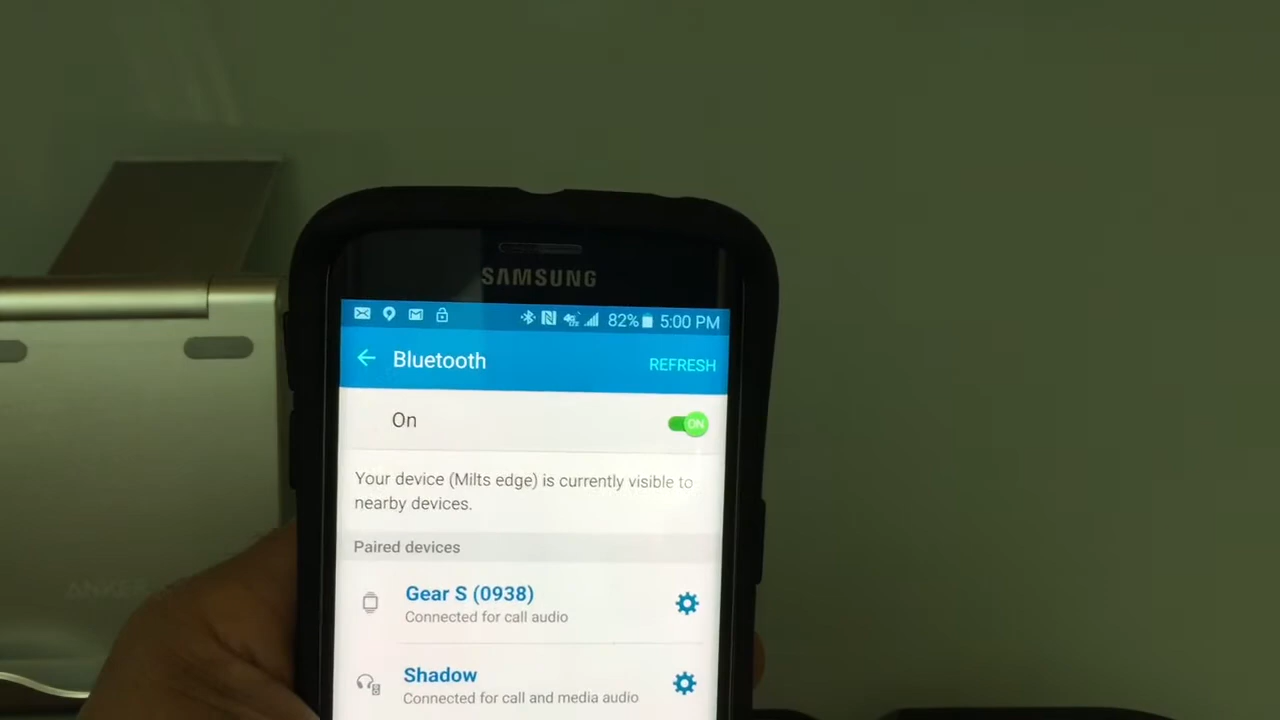 SAMSUNG
82% 5:00 PM
Bluetooth REFRESH
On ON
Your device (Milts edge) is currently visible to
nearby devices.
Paired devices
Gear S (0938)
Connected for call audio
Shadow
Connected for call and media audio
ANKER